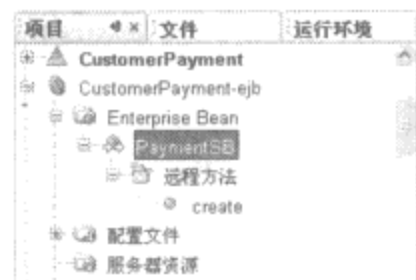 项目 文件 运行环境
CustomerPayment
CustomerPayment-ejb
Enterprise Bean
PaymentSB
远程方法
create
配置文件
服务器资源